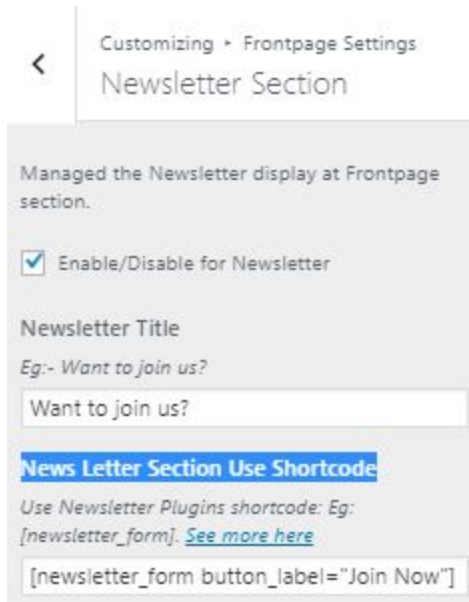 Customizing ▸ Frontpage Settings
Newsletter Section
Managed the Newsletter display at Frontpage
section.
Enable/Disable for Newsletter
Newsletter Title
Eg:- Want to join us?
Want to join us?
News Letter Section Use Shortcode
Use Newsletter Plugins shortcode: Eg:
[newsletter_form]. See more here
[newsletter_form button_label="Join Now"]